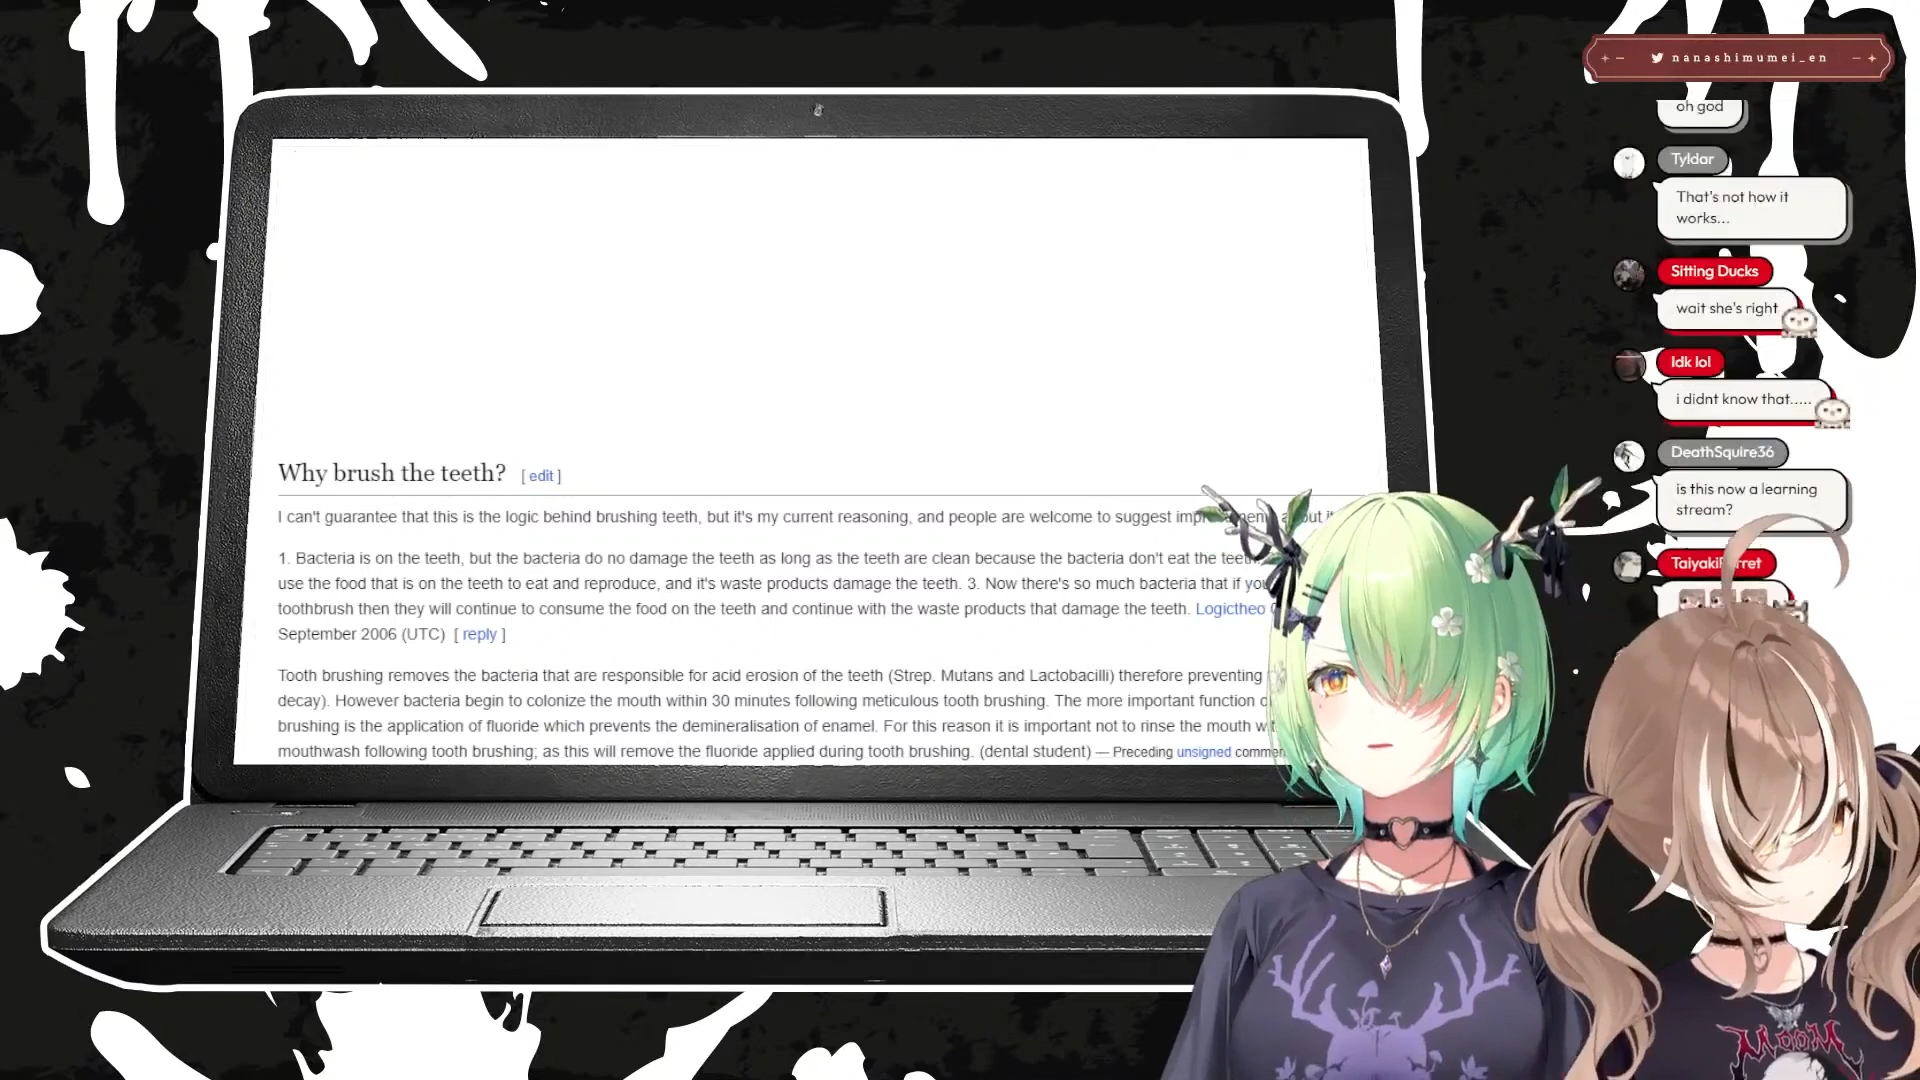 nanashimumei_en
oh god
Tyldar
That's not how it
works...
Sitting Ducks
wait she's right
Idk lol
i didnt know that.....
DeathSquire36
is this now a learning
stream?
Why brush the teeth? [ edit ]
I can't guarantee that this is the logic behind brushing teeth, but it's my current reasoning, and people are welcome to suggest
1. Bacteria is on the teeth, but the bacteria do no damage the teeth as long as the teeth are clean because the bacteria don't eat the
use the food that is on the teeth to eat and reproduce, and it's waste products damage the teeth. 3. Now there's so much bacteria that if
toothbrush then they will continue to consume the food on the teeth and continue with the waste products that damage the teeth. Logictheo
September 2006 (UTC) [ reply ]
Tooth brushing removes the bacteria that are responsible for acid erosion of the teeth (Strep. Mutans and Lactobacilli) therefore preventing
decay). However bacteria begin to colonize the mouth within 30 minutes following meticulous tooth brushing. The more important function
brushing is the application of fluoride which prevents the demineralisation of enamel. For this reason it is important not to rinse the mouth
mouthwash following tooth brushing; as this will remove the fluoride applied during tooth brushing. (dental student) — Preceding unsigned
MooM